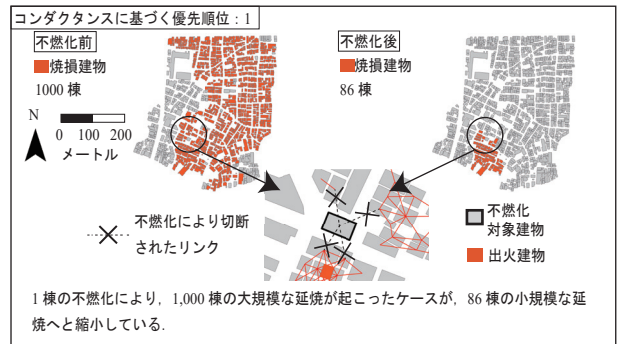 コンダクタンスに基づく優先順位：1
不燃化前
焼損建物
1000 棟
N
0 100 200
メートル
不燃化後
焼損建物
86 棟
不燃化により切断
されたリンク
不燃化
対象建物
出火建物
1 棟の不燃化により，1,000 棟の大規模な延焼が起こったケースが，86 棟の小規模な延
焼へと縮小している.